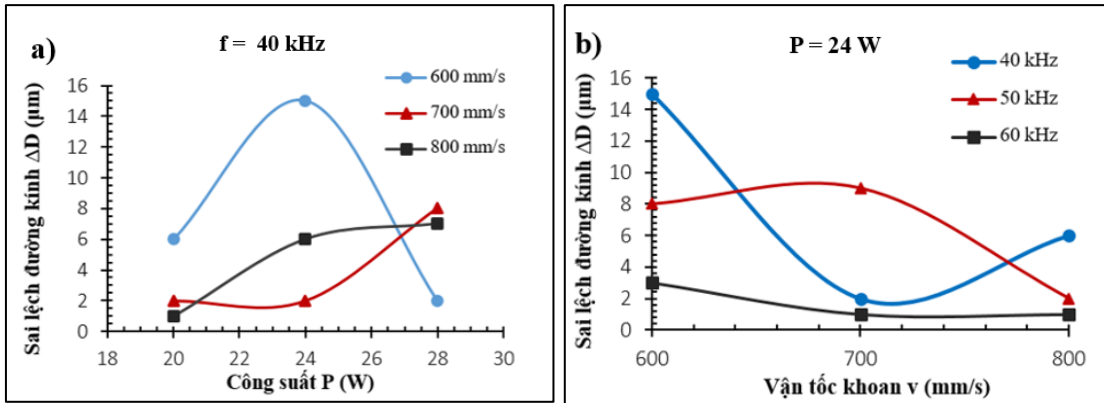 a)
f = 40 kHz
600 mm/s
700 mm/s
800 mm/s
Sai lệch đường kính ΔD (μm)
16
14
12
10
8
6
4
2
0
18 20 22 24 26 28 30
Công suất P (W)
b)
P = 24 W
40 kHz
50 kHz
60 kHz
Sai lệch đường kính ΔD (μm)
16
14
12
10
8
6
4
2
0
600 700 800
Vận tốc khoan v (mm/s)